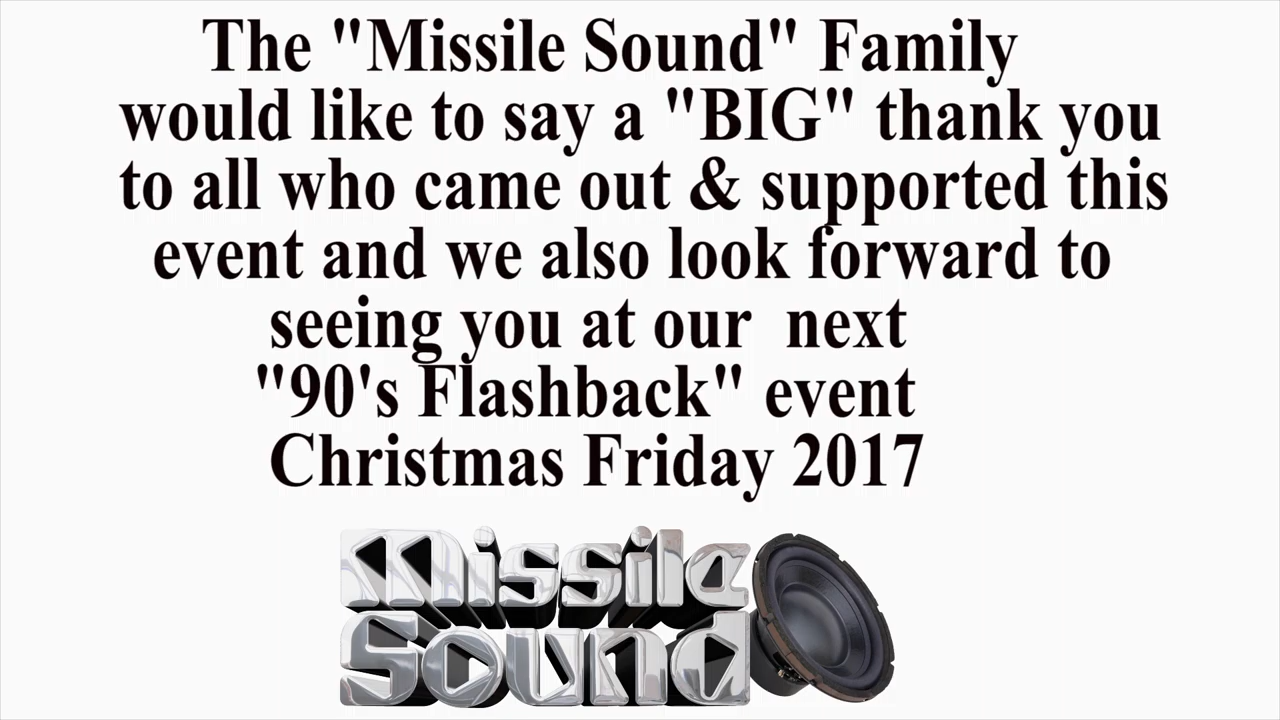 The "Missile Sound" Family
would like to say a "BIG" thank you
to all who came out & supported this
event and we also look forward to
seeing you at our  next
"90's Flashback" event
Christmas Friday 2017
Missile
Sound